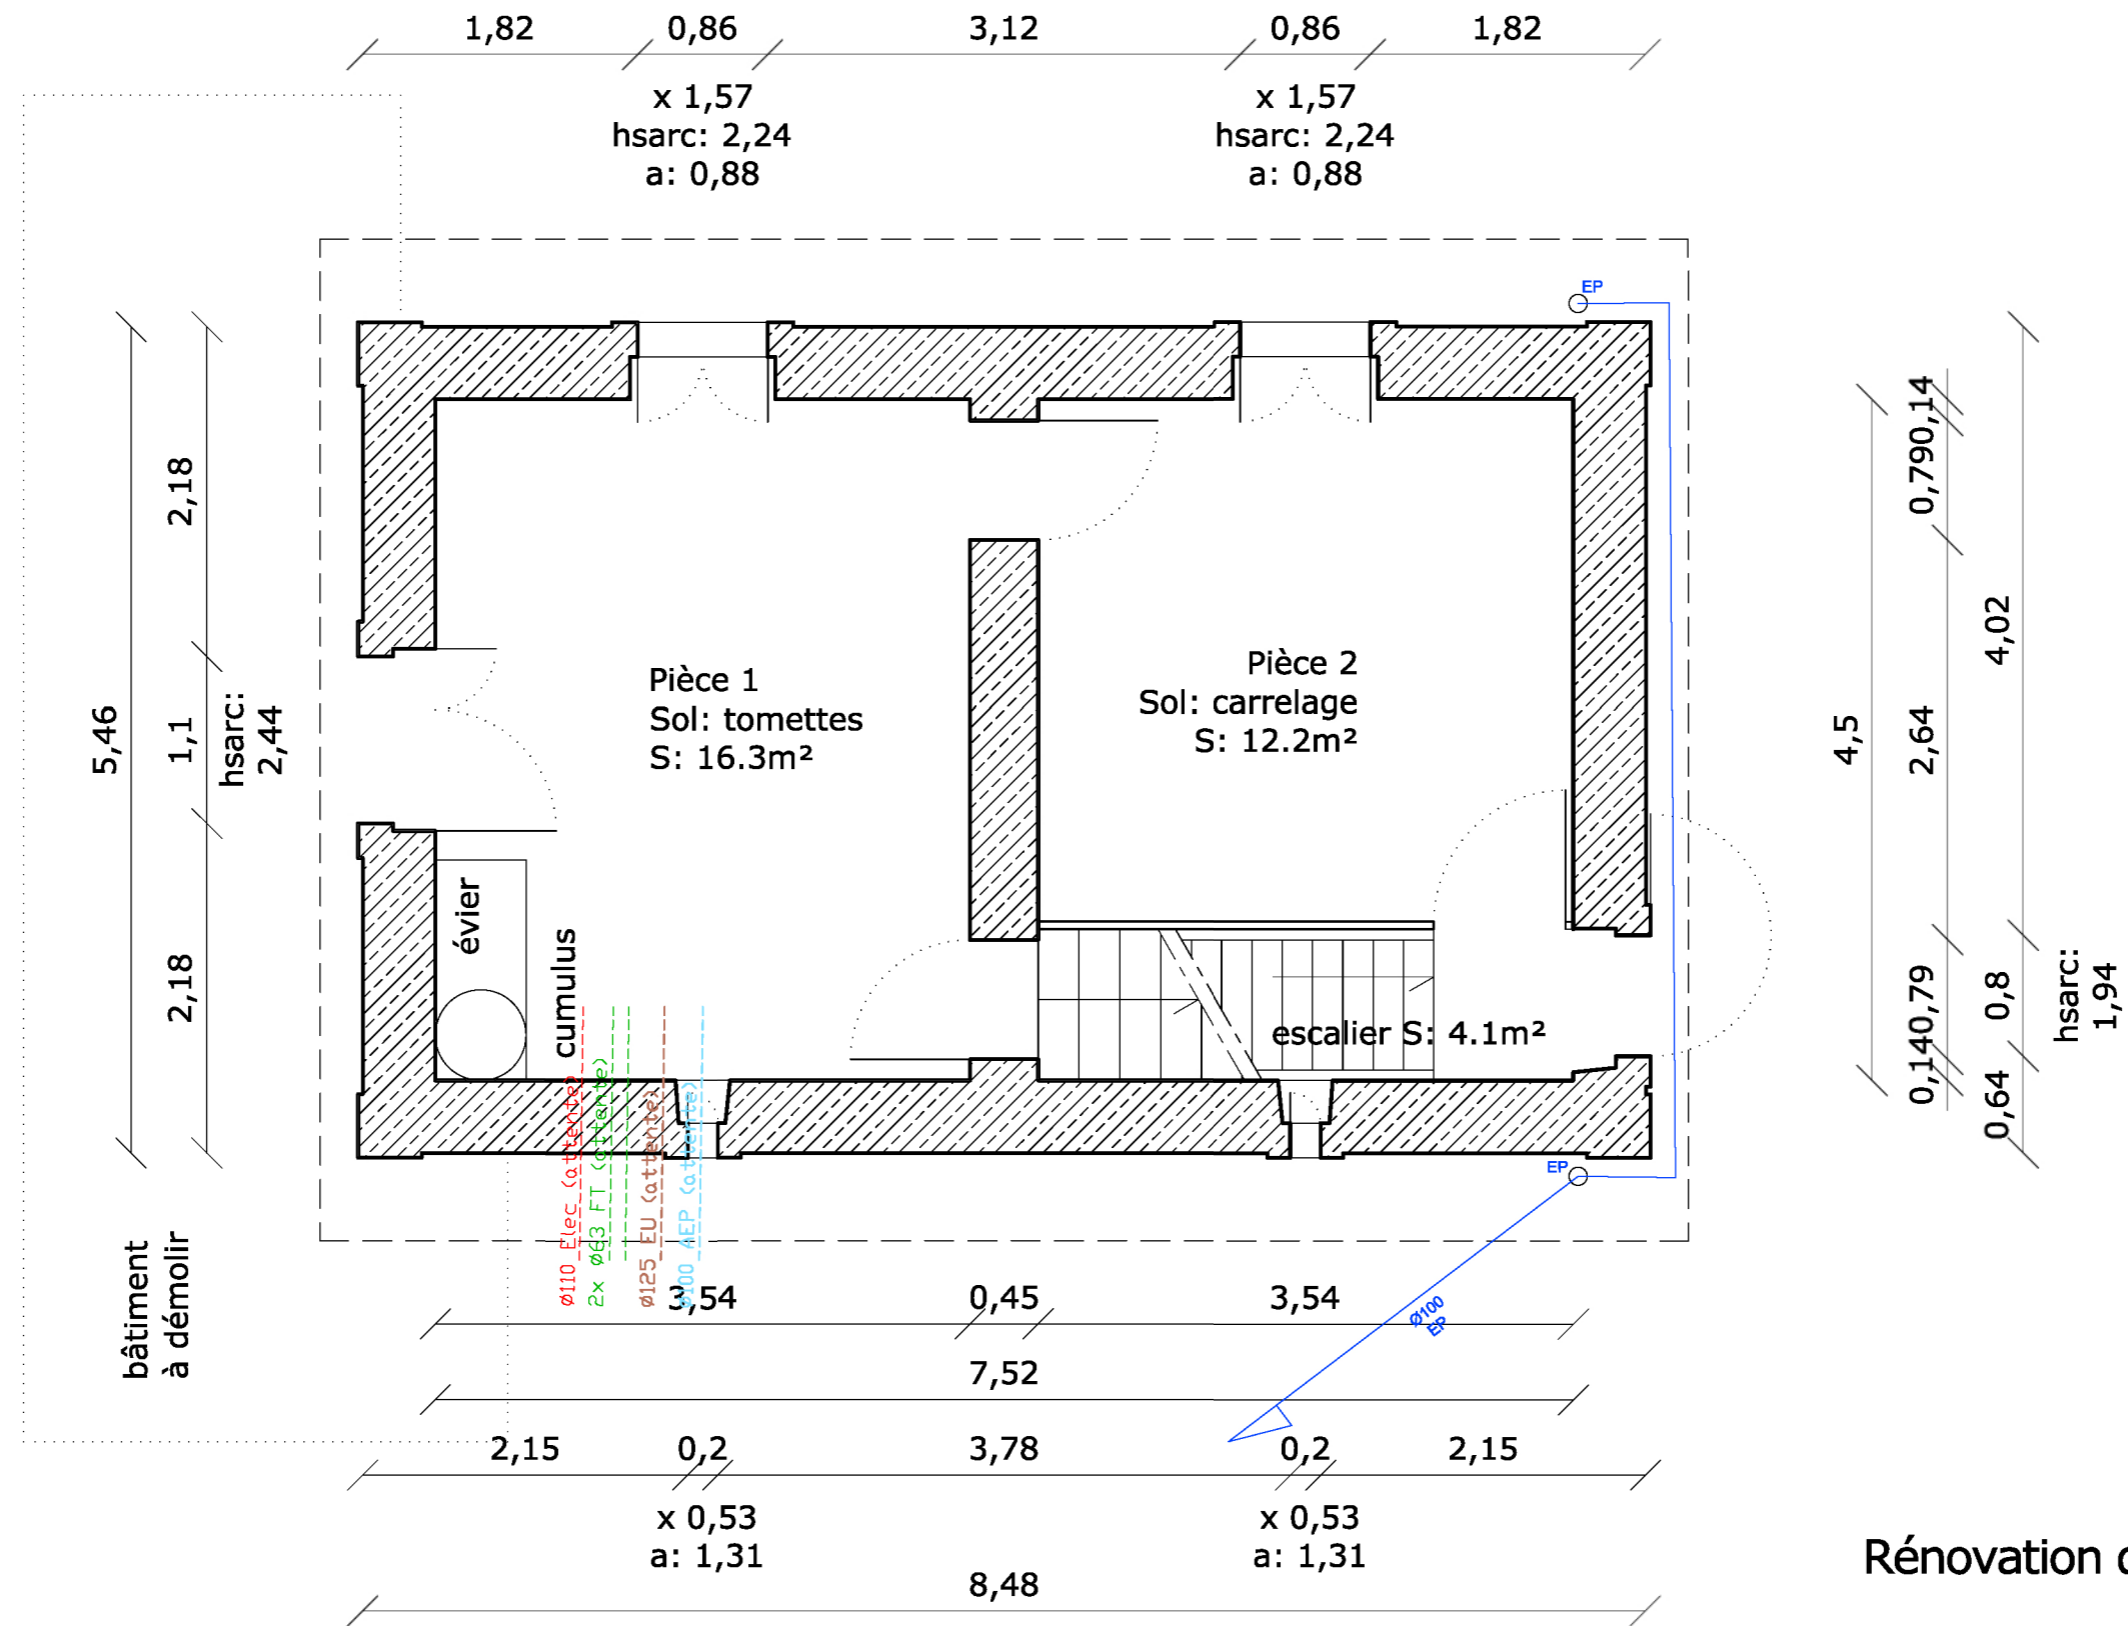 1,82
0,86
3,12
0,86
1,82
x 1,57
hsarc: 2,24
a: 0,88
x 1,57
hsarc: 2,24
a: 0,88
EP
5,46
2,18
1,1
2,18
hsarc:
2,44
bâtiment
à démolir
Pièce 1
Sol: tomettes
S: 16.3m²
Pièce 2
Sol: carrelage
S: 12.2m²
évier
cumulus
escalier S: 4.1m²
4,5
0,14
0,79
2,64
0,79
0,14
4,02
0,8
0,64
hsarc:
1,94
Ø110 Elec (attente)
2x Ø63 FT (attente)
Ø125 EU (attente)
Ø100 AEP (attente)
EP
Ø100
EP
3,54
0,45
3,54
7,52
2,15
0,2
3,78
0,2
2,15
x 0,53
a: 1,31
x 0,53
a: 1,31
8,48
Rénovation